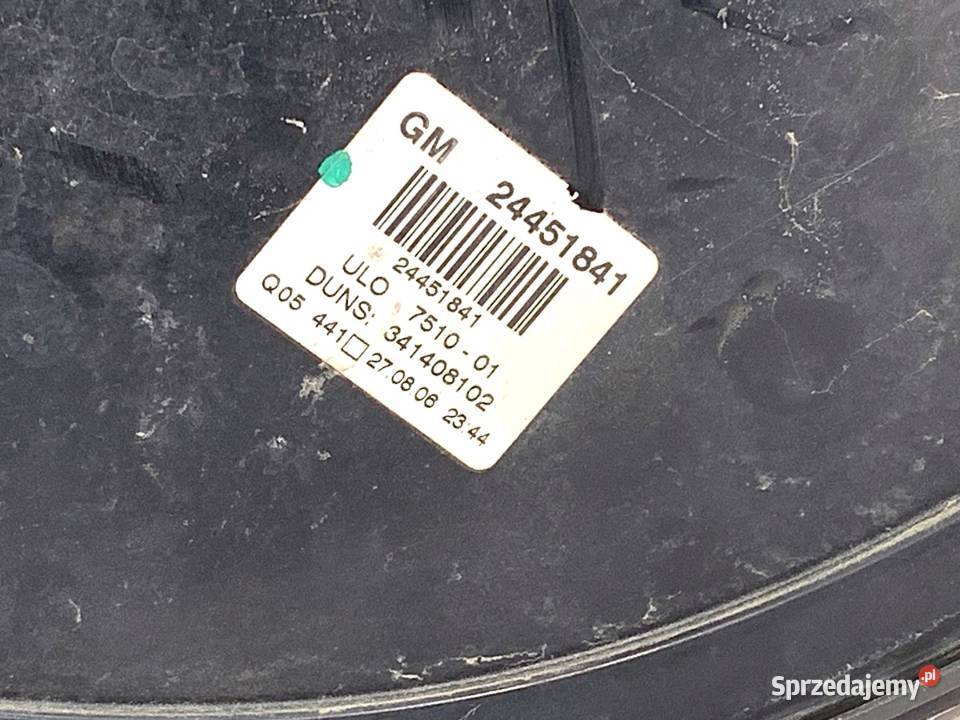 GM 24451841
24451841
ULO 7510-01
DUNS: 341408102
Q05 441□ 27.08.06 23:44
Sprzedajemy.pl